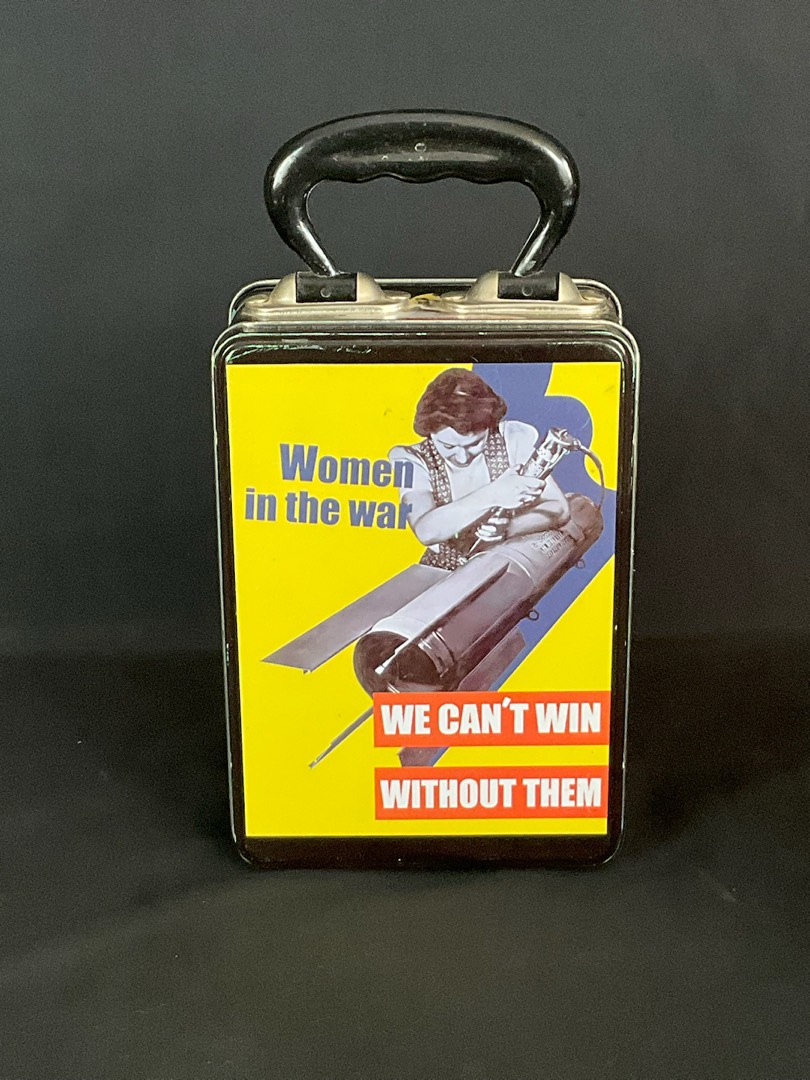 Women
in the war
WE CAN'T WIN
WITHOUT THEM